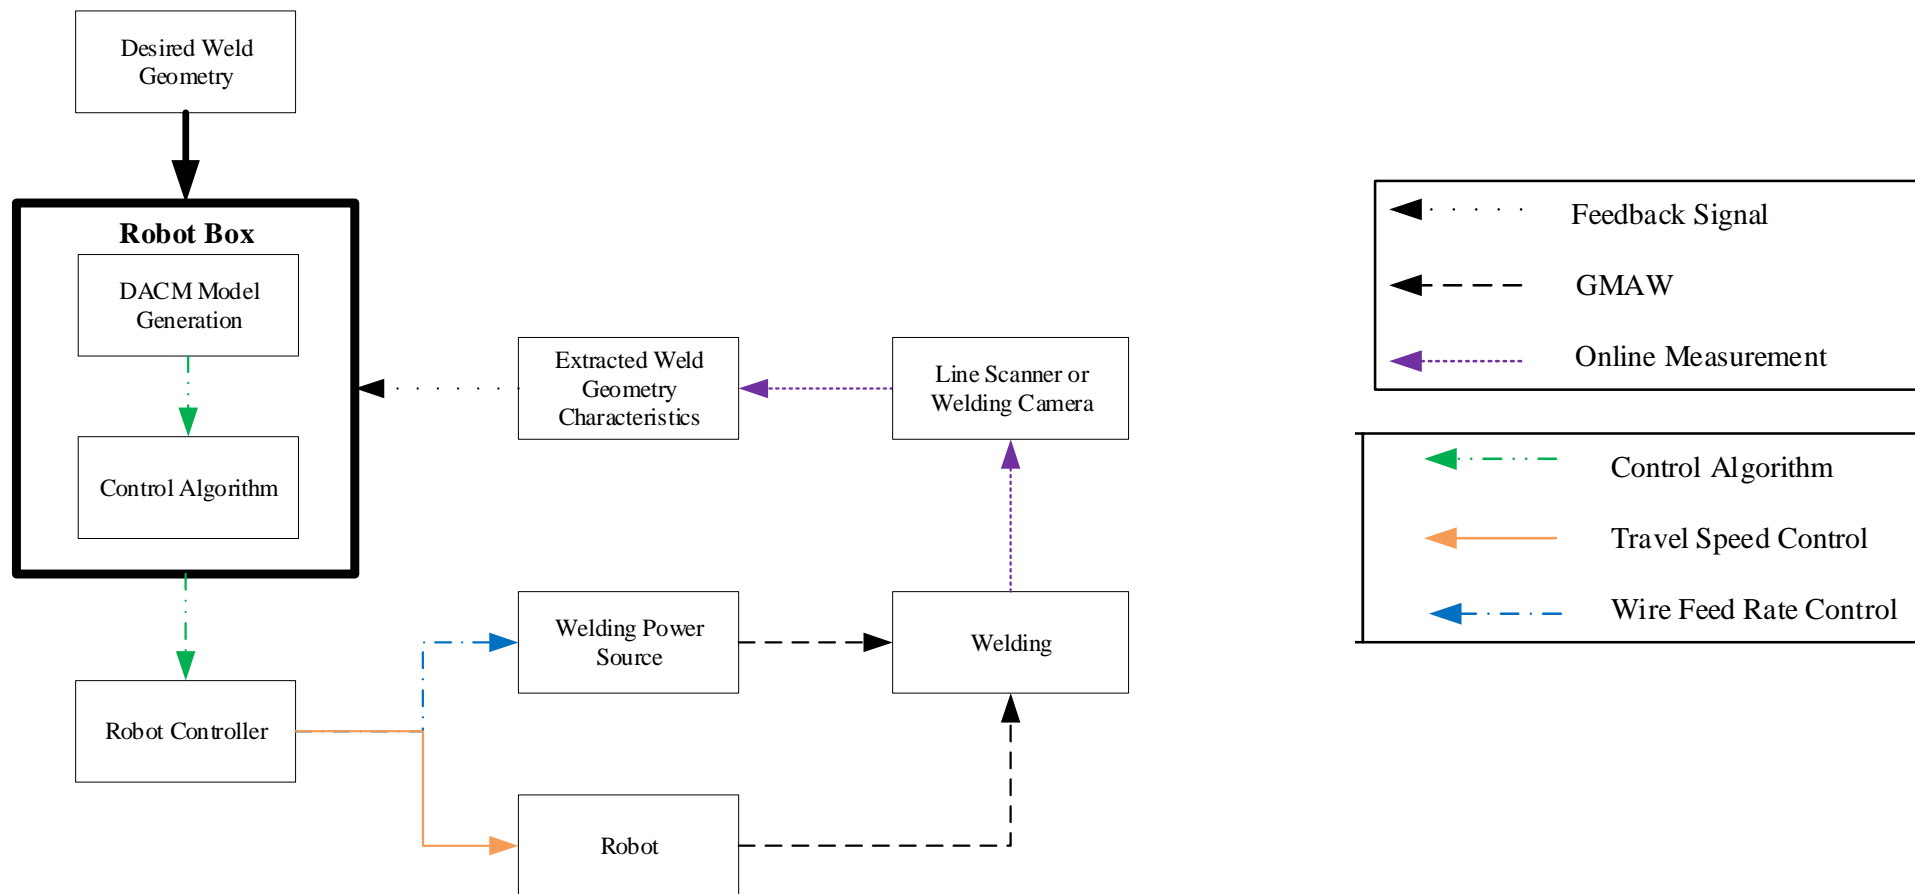 Desired Weld
Geometry
Robot Box
DACM Model
Generation
Control Algorithm
Extracted Weld
Geometry
Characteristics
Line Scanner or
Welding Camera
Welding Power
Source
Welding
Robot Controller
Robot
Feedback Signal
GMAW
Online Measurement
Control Algorithm
Travel Speed Control
Wire Feed Rate Control